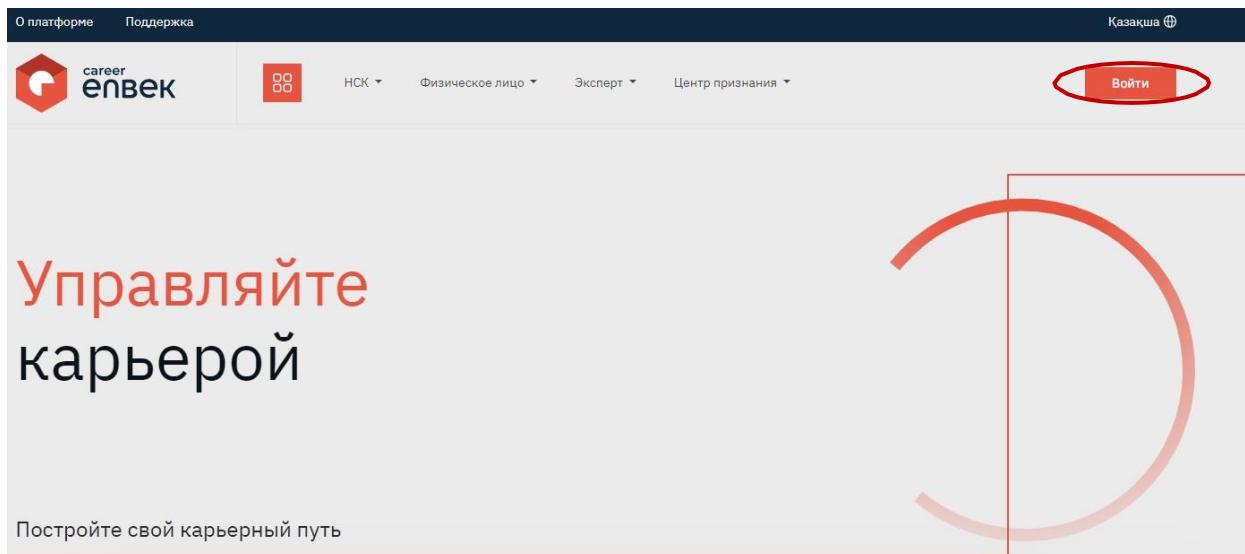 О платформе Поддержка Қазақша
career
enbek
НСК Физическое лицо Эксперт Центр признания Войти
Управляйте
карьерой
Постройте свой карьерный путь